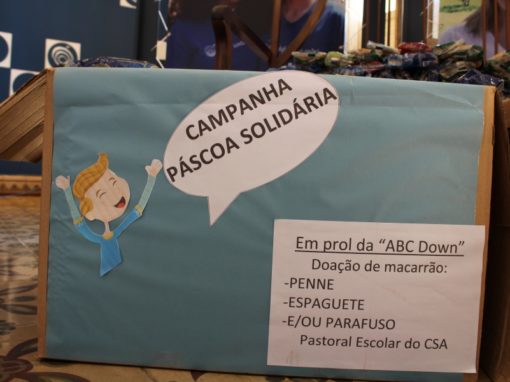 CAMPANHA
PÁSCOA SOLIDÁRIA
Em prol da "ABC Down"
Doação de macarrão:
-PENNE
-ESPAGUETE
-E/OU PARAFUSO
Pastoral Escolar do CSA